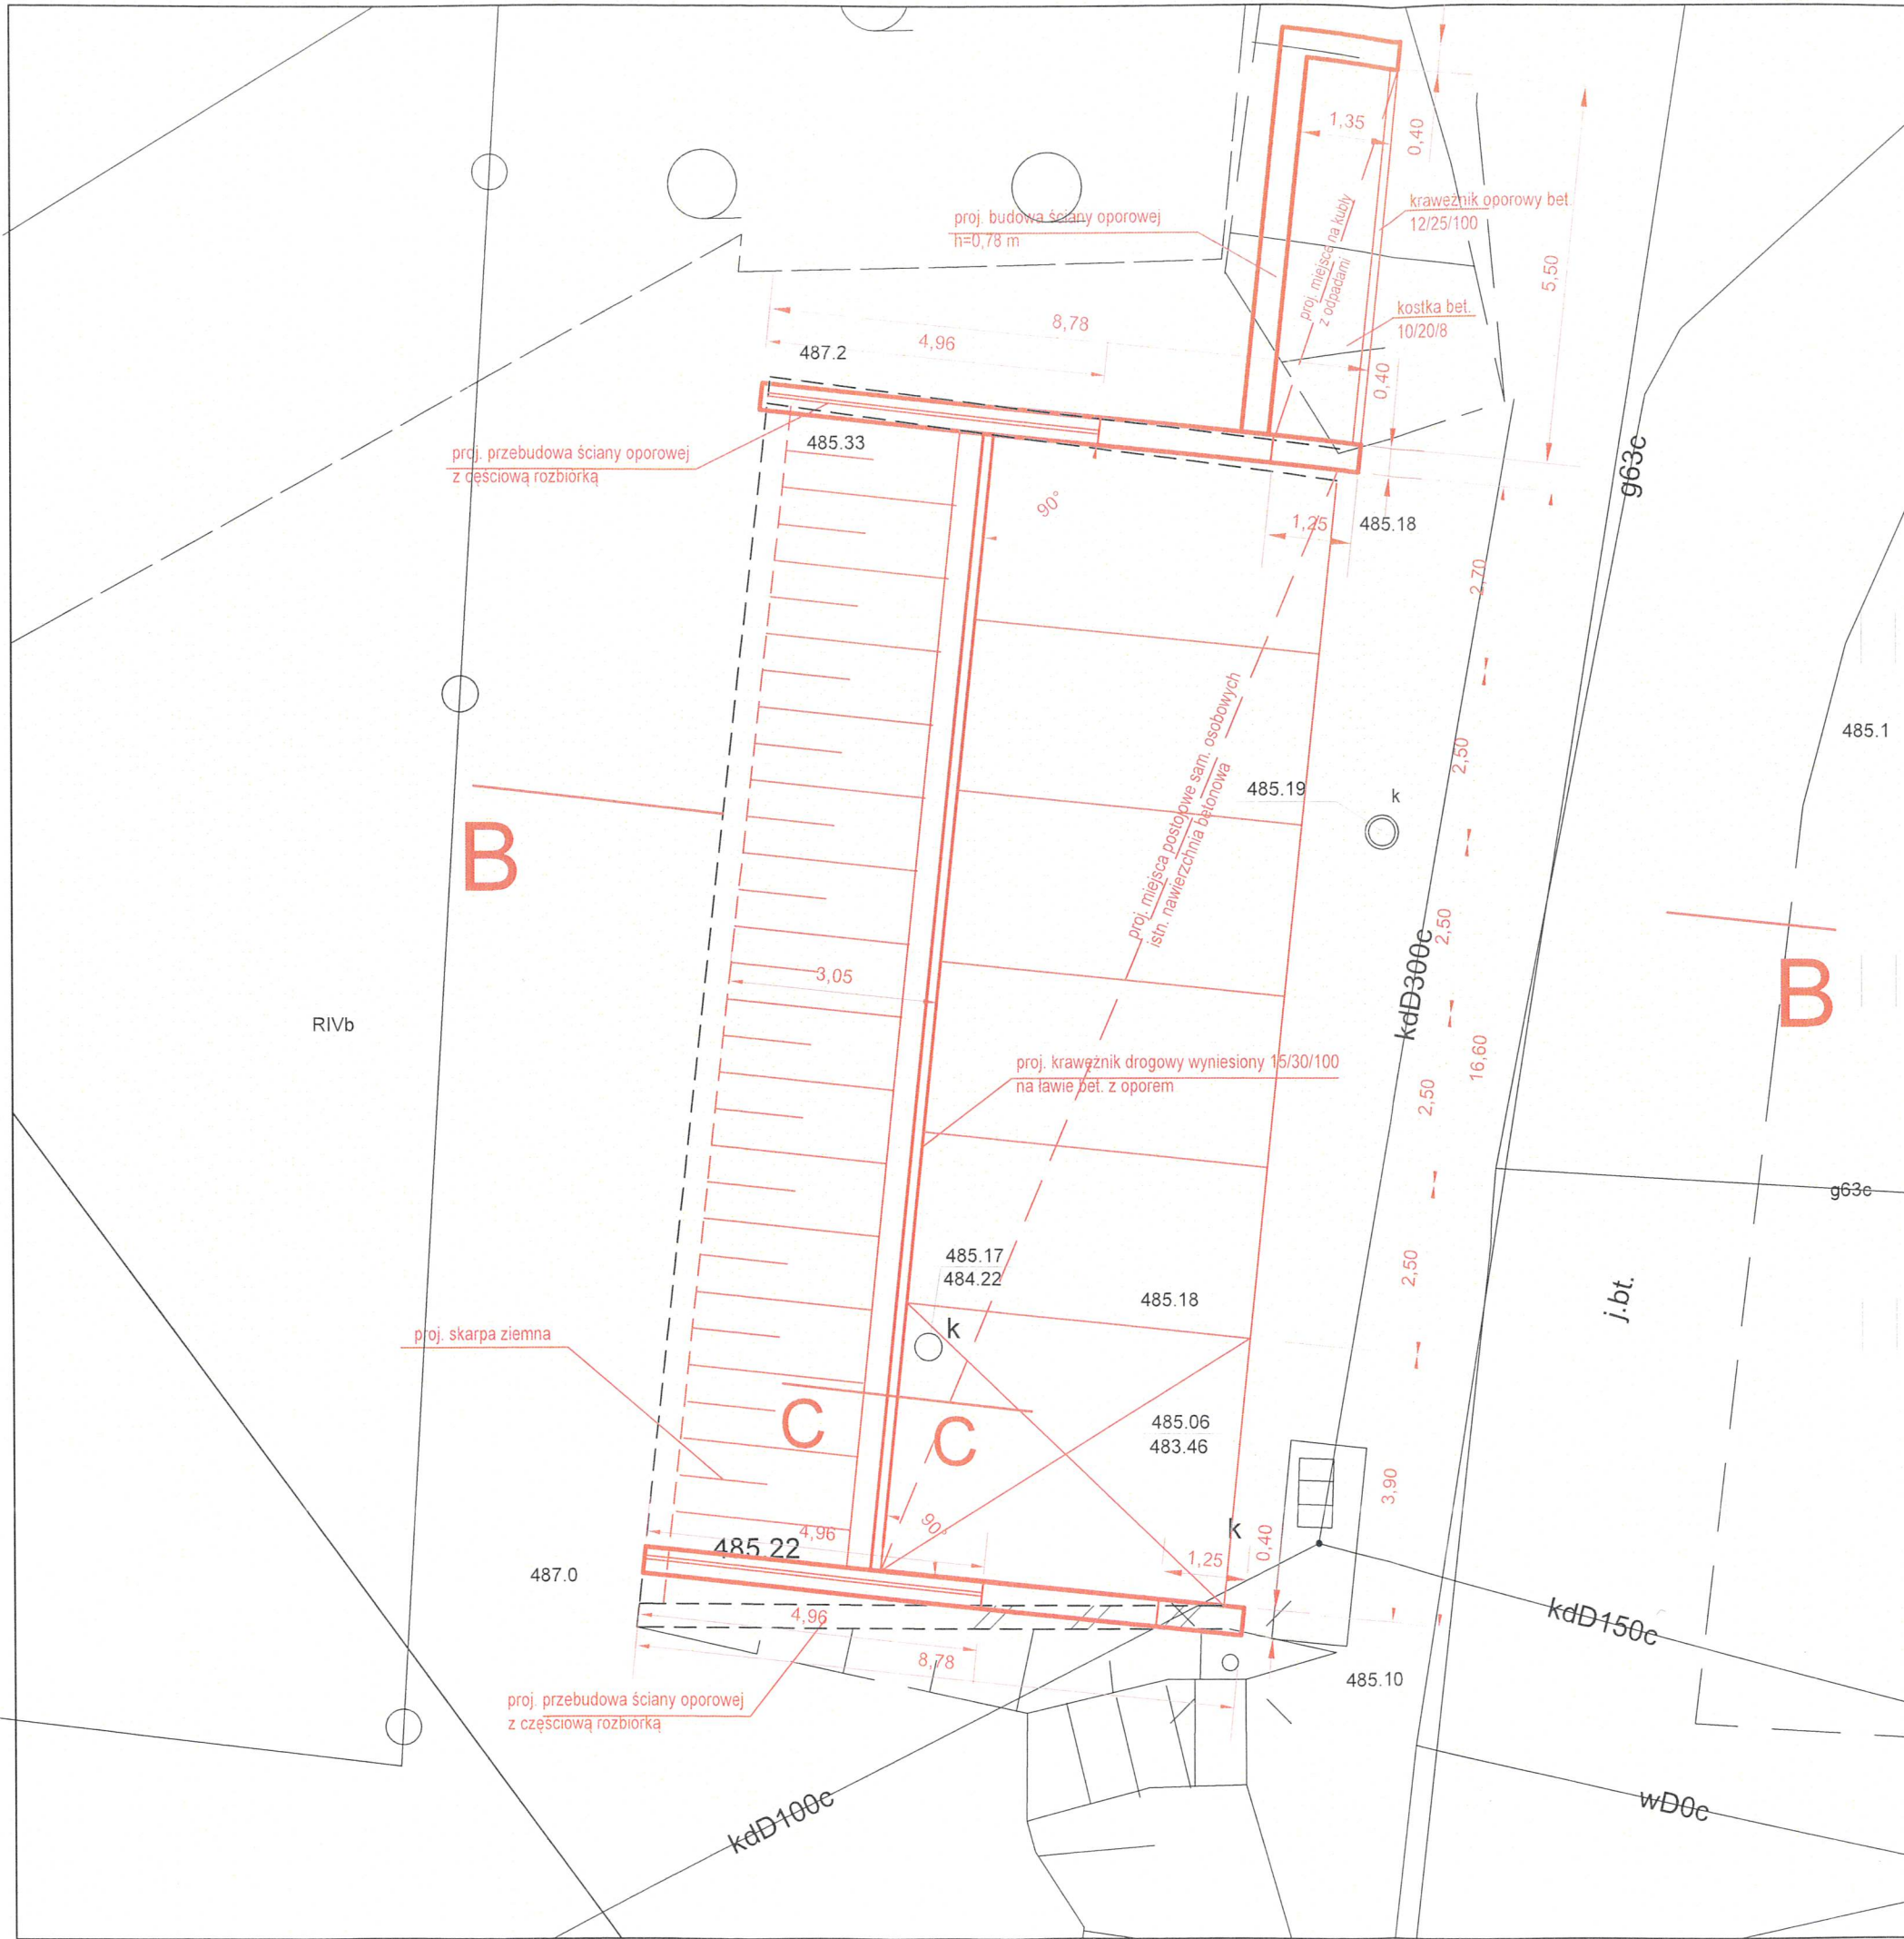 1,35
0,40
krawężnik oporowy bet.
12/25/100
proj. budowa ściany oporowej
h=0,78 m
proj. miejsce na kubły
z odpadami
5,50
kostka bet.
10/20/8
8,78
4,96
487.2
0,40
485.33
proj. przebudowa ściany oporowej
z cęściową rozbiórką
g63c
90°
1,25
485.18
2,70
485.1
2,50
proj. miejsca postojowe sam. osobowych
istn. nawierzchnia betonowa
485.19
k
B
2,50
kdD300c
B
3,05
RIVb
16,60
proj. krawężnik drogowy wyniesiony 15/30/100
na ławie bet. z oporem
2,50
g63c
485.17
484.22
2,50
485.18
j.bt.
k
proj. skarpa ziemna
C
C
485.06
483.46
3,90
90°
4,96
485.22
k
0,40
1,25
487.0
4,96
kdD150c
8,78
485.10
proj. przebudowa ściany oporowej
z częściową rozbiórką
kdD100c
wD0c